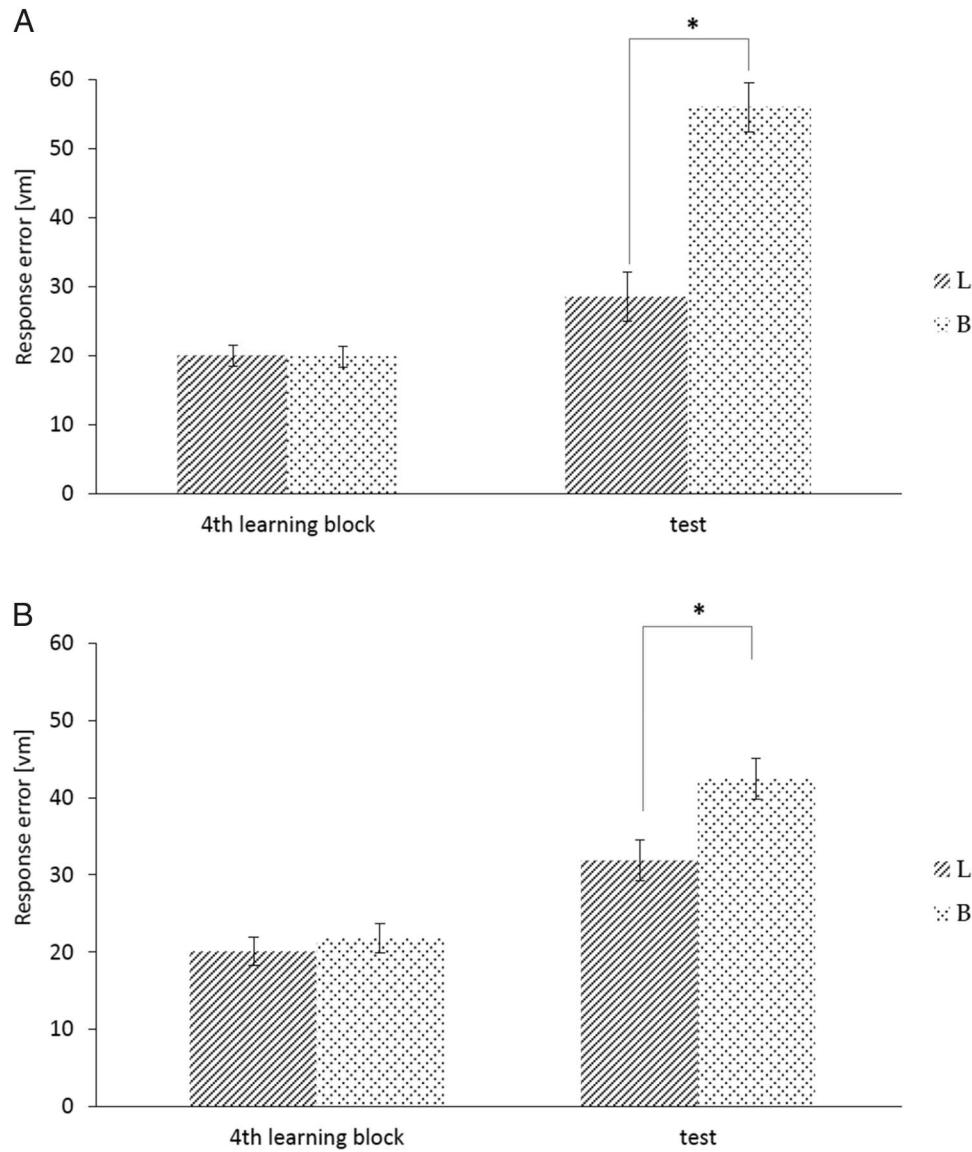 A
*
60
50
40
30
20
10
0
Response error [vm]
4th learning block
test
L
B
B
*
60
50
40
30
20
10
0
Response error [vm]
4th learning block
test
L
B